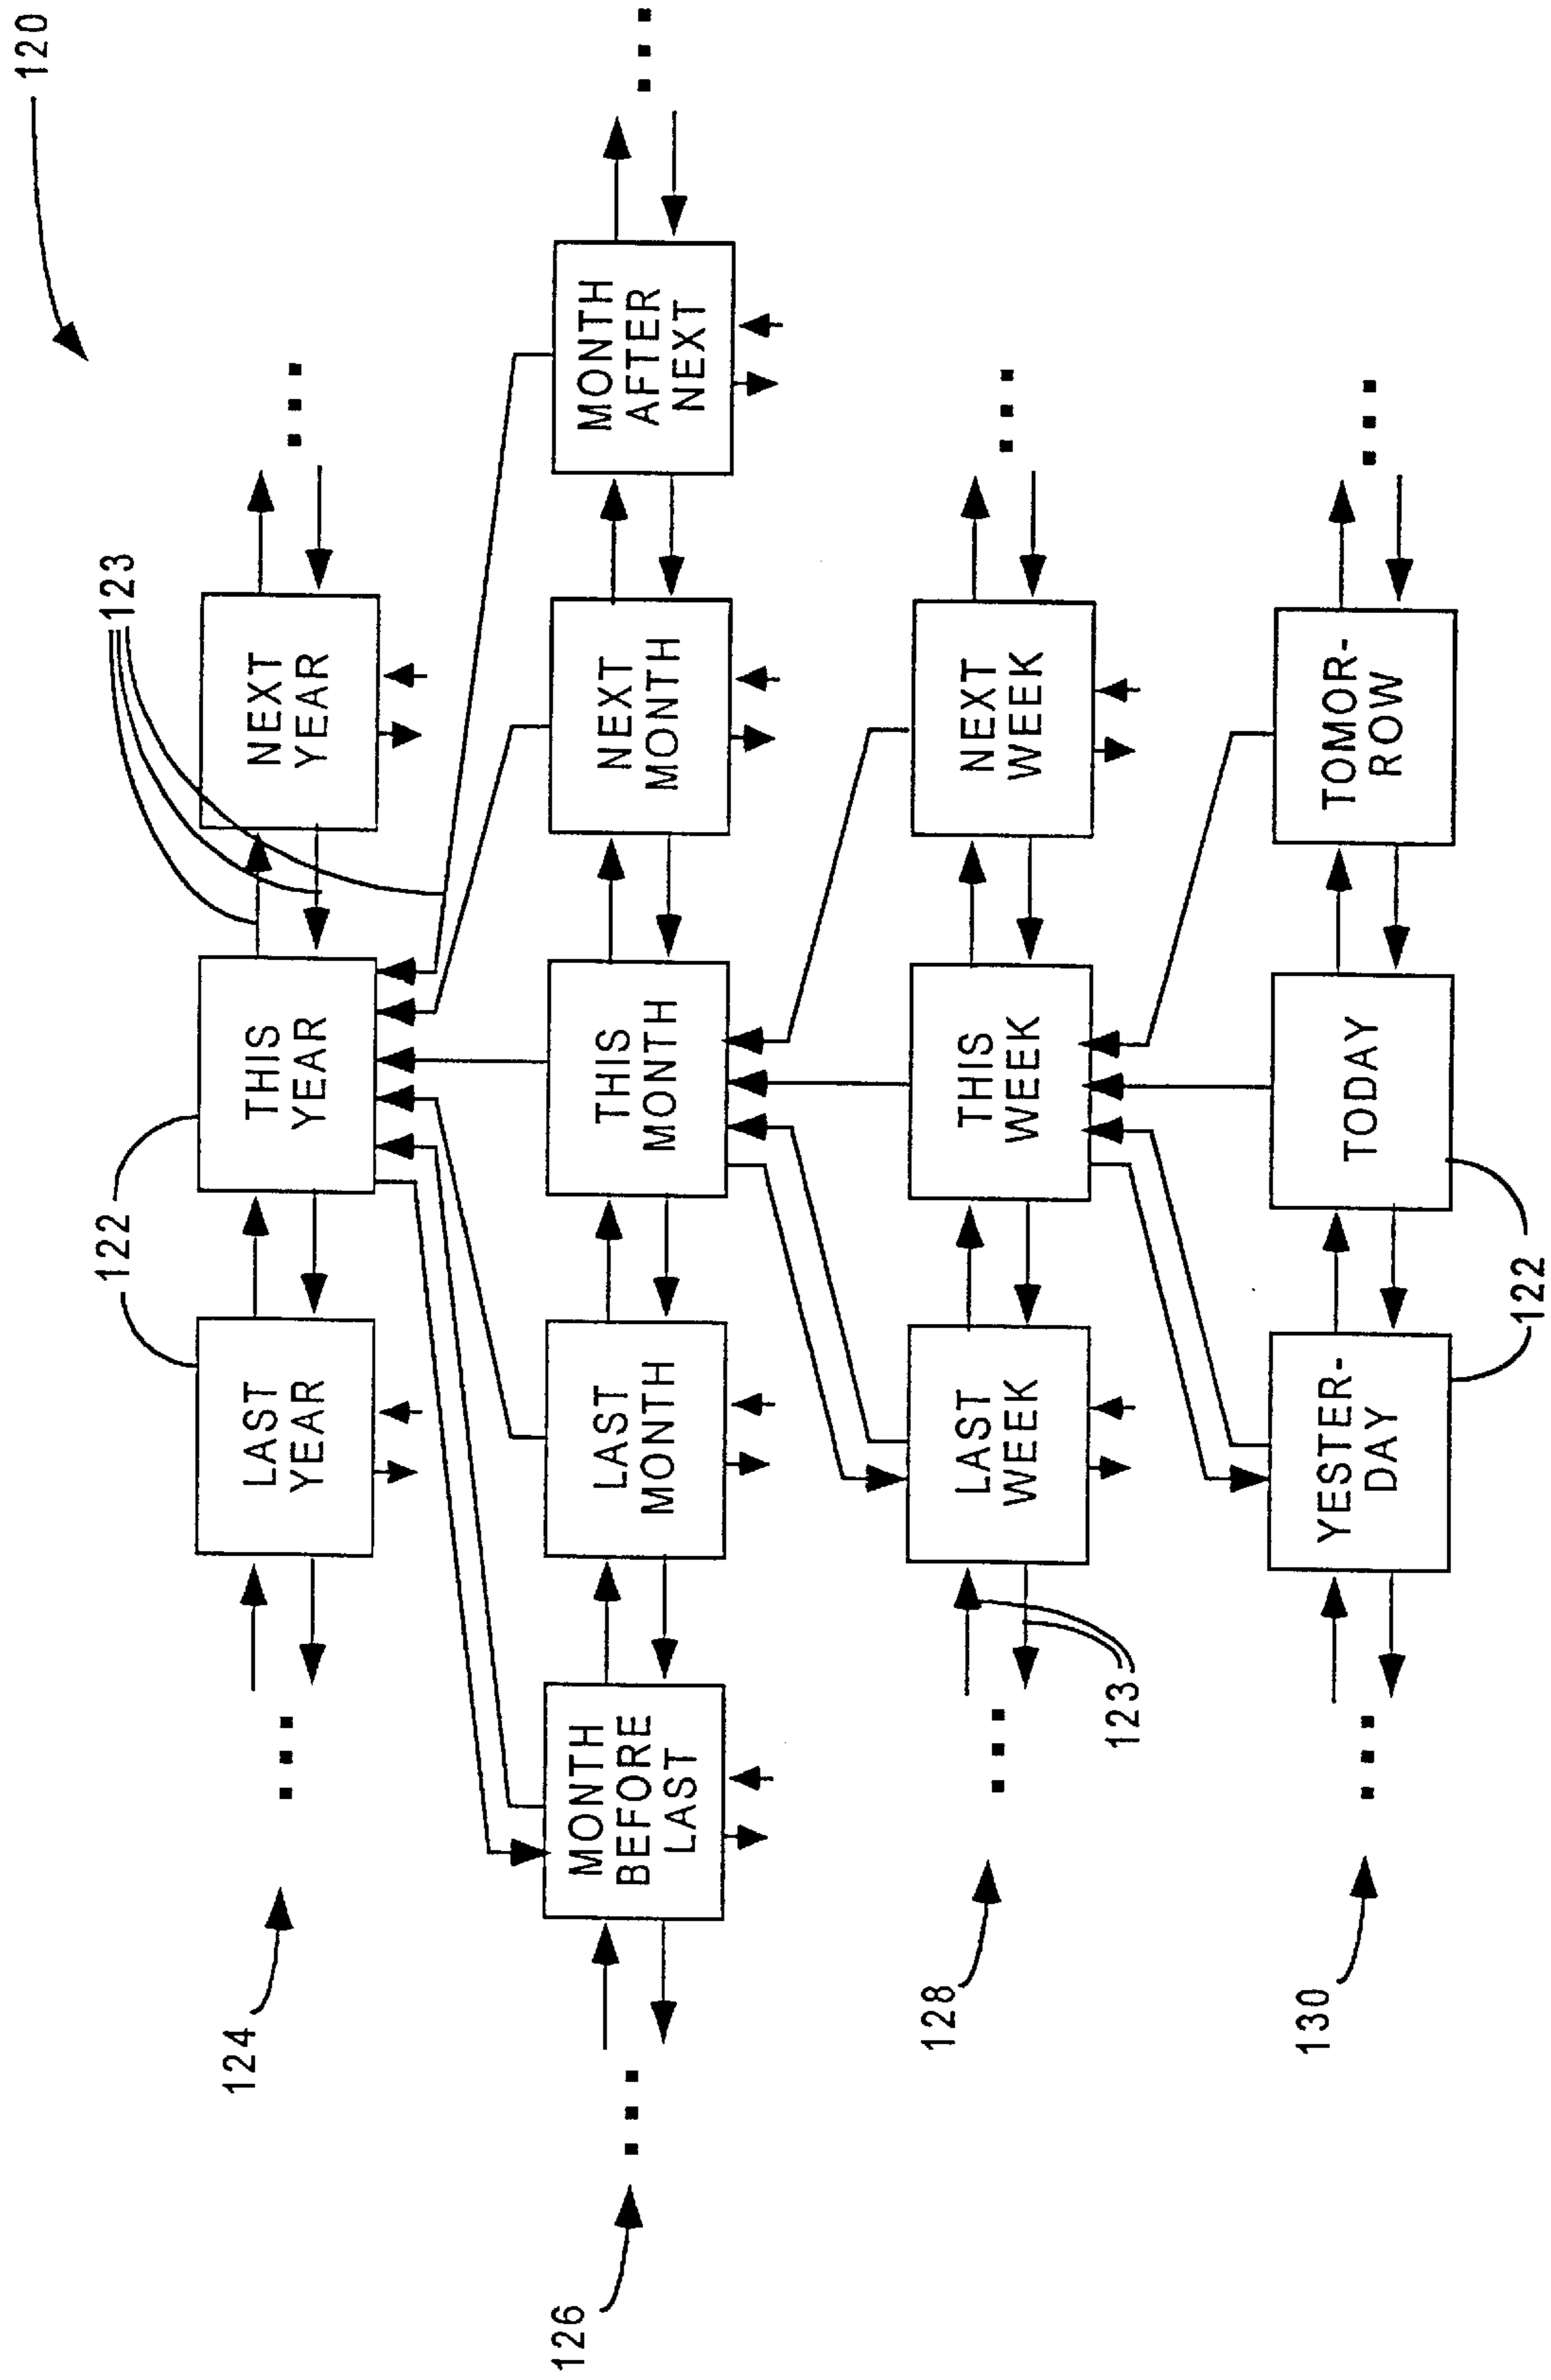 120
123
122
124
LAST
YEAR
THIS
YEAR
NEXT
YEAR
126
MONTH
BEFORE
LAST
LAST
MONTH
THIS
MONTH
NEXT
MONTH
MONTH
AFTER
NEXT
128
LAST
WEEK
THIS
WEEK
NEXT
WEEK
123
130
YESTER-
DAY
TODAY
TOMOR-
ROW
122